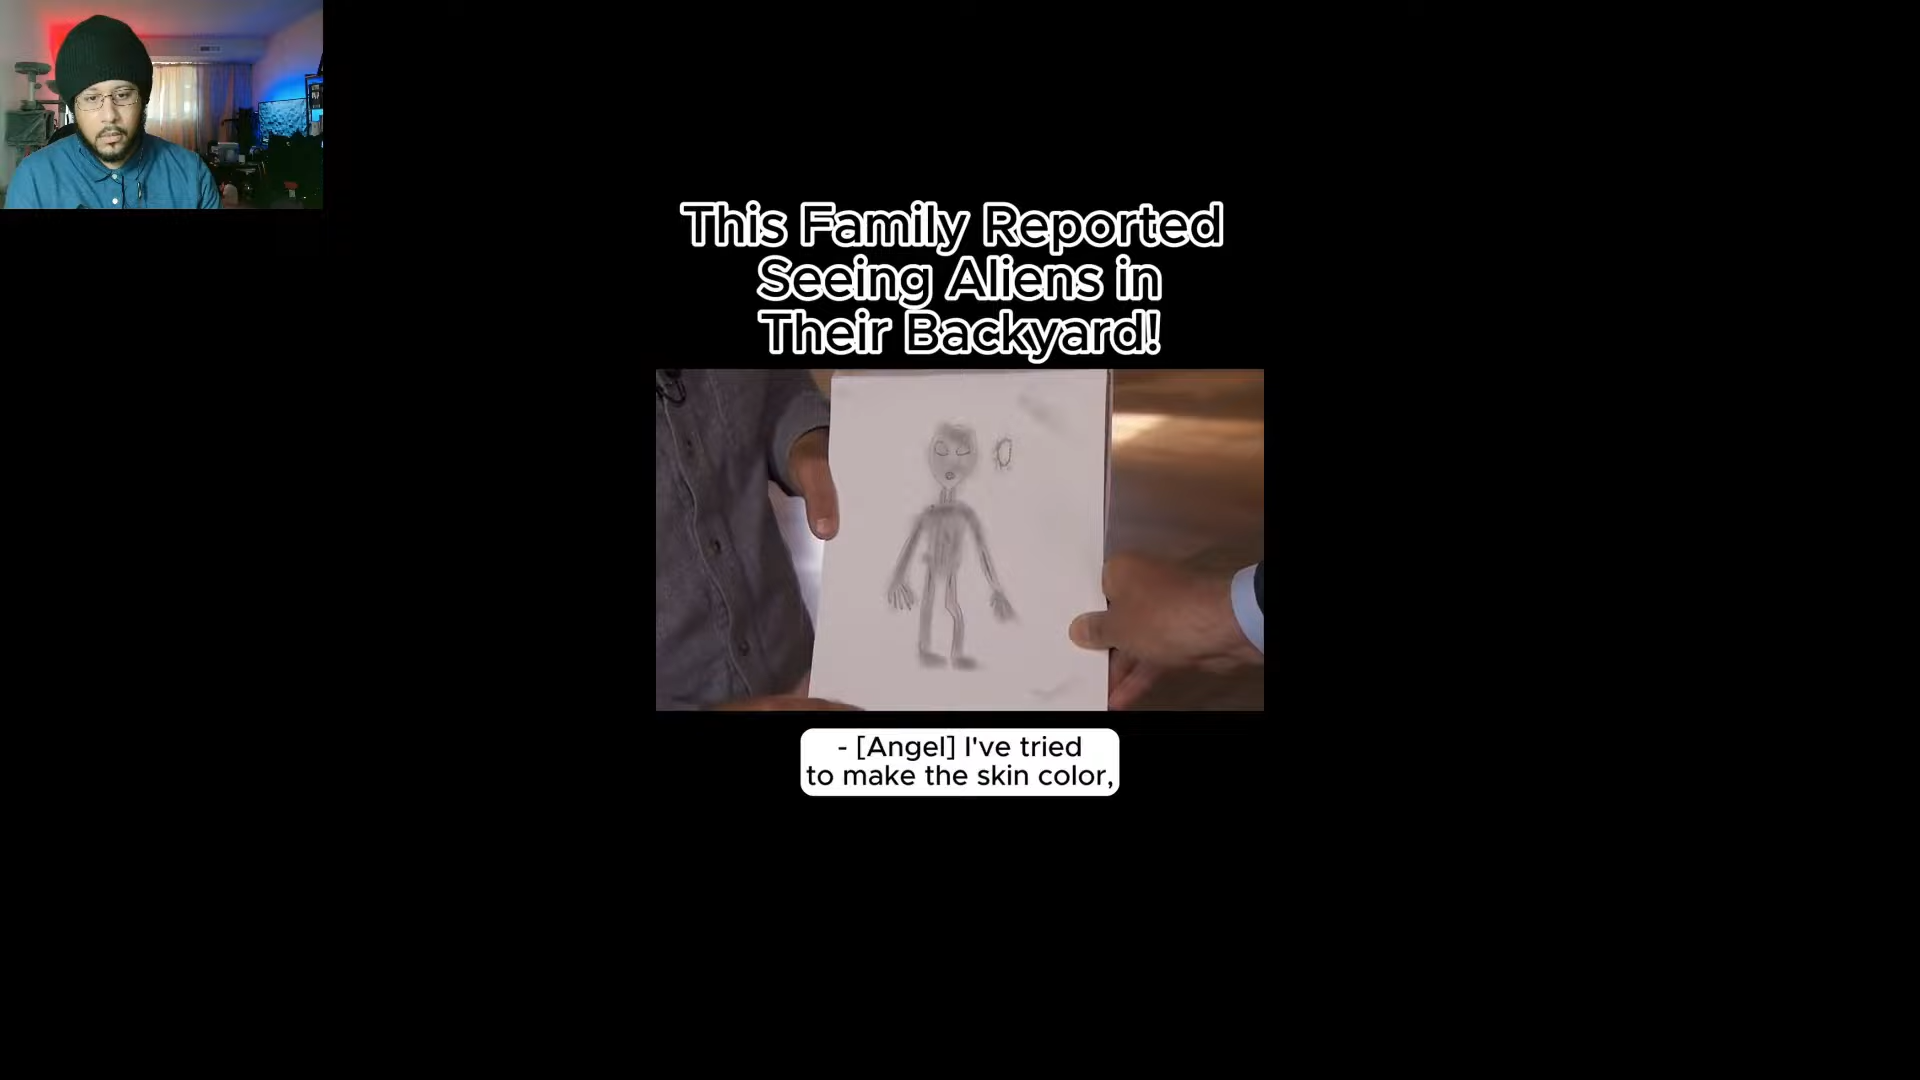 This Family Reported
Seeing Aliens in
Their Backyard!
- [Angel] I've tried
to make the skin color,